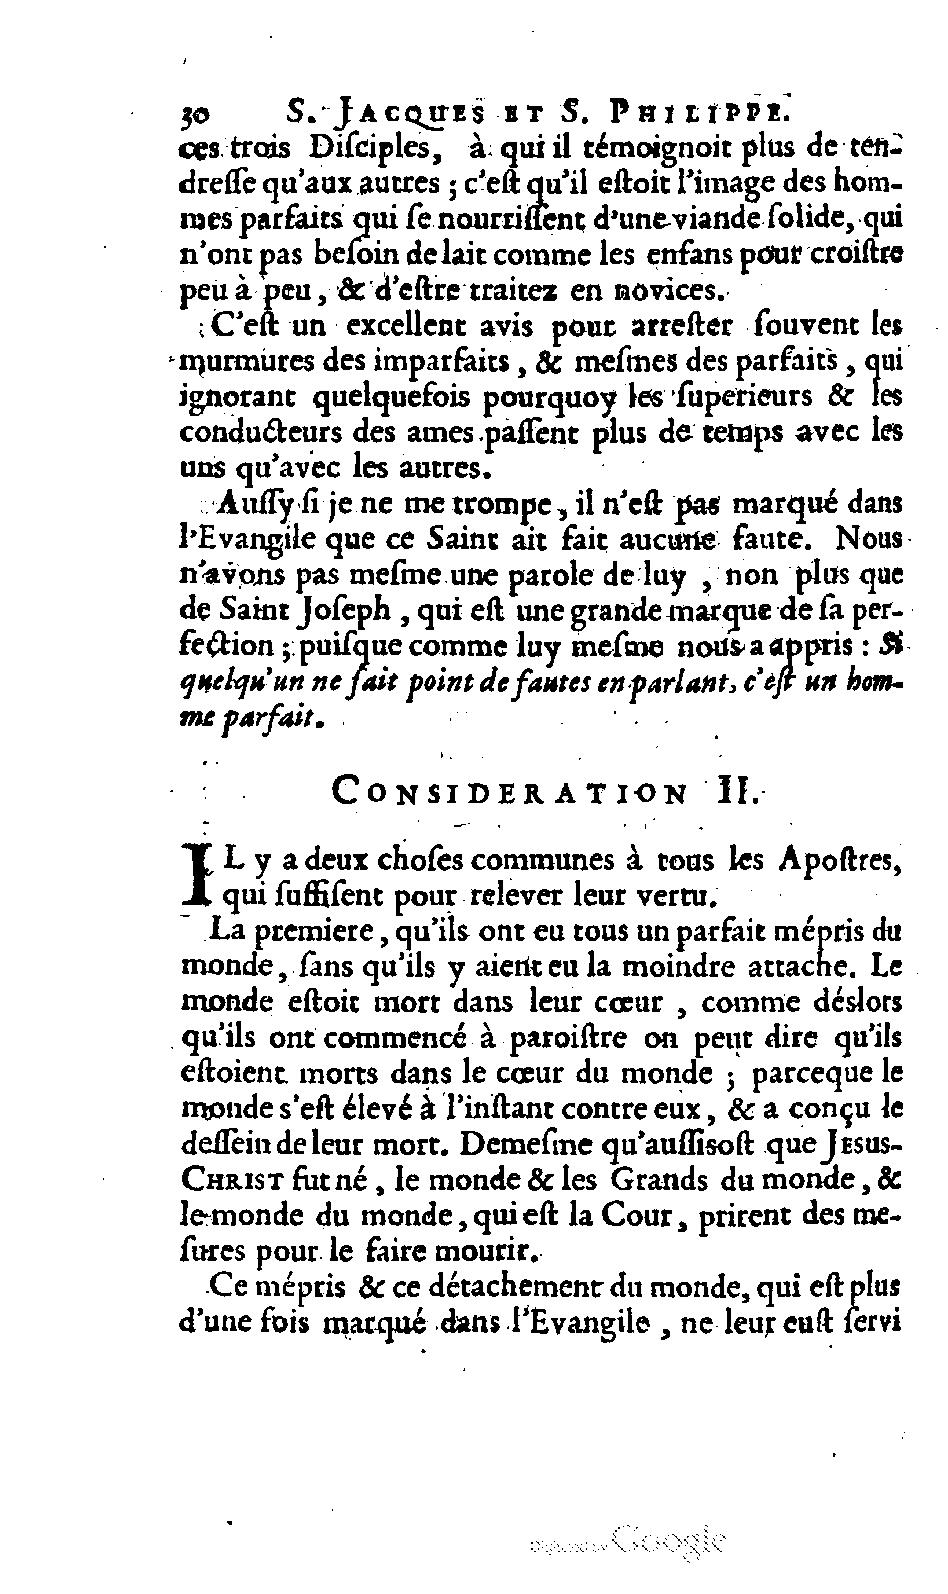 30 S. JACQUES ET S. PHILIPPE.
ces trois Diſciples, à qui il témoignoit plus de ten-
dreſſe qu'aux autres ; c'eſt qu'il eſtoit l'image des hom-
mes parfaits qui ſe nourriſſent d'une viande ſolide, qui
n'ont pas beſoin de lait comme les enfans pour croiſtre
peu à peu, & d'eſtre traitez en novices.
C'eſt un excellent avis pour arreſter ſouvent les
murmures des imparfaits, & meſmes des parfaits, qui
ignorant quelquefois pourquoy les ſuperieurs & les
conducteurs des ames paſſent plus de temps avec les
uns qu'avec les autres.
Auſſy ſi je ne me trompe, il n'eſt pas marqué dans
l'Evangile que ce Saint ait fait aucune faute. Nous
n'avons pas meſme une parole de luy , non plus que
de Saint Joſeph , qui eſt une grande marque de ſa per-
fection ; puiſque comme luy meſme nous a appris : Si
quelqu'un ne fait point de fautes en parlant, c'eſt un hom-
me parfait.
CONSIDERATION II.
IL y a deux choſes communes à tous les Apoſtres,
qui ſuffiſent pour relever leur vertu.
La premiere, qu'ils ont eu tous un parfait mépris du
monde, ſans qu'ils y aient eu la moindre attache. Le
monde eſtoit mort dans leur cœur , comme déslors
qu'ils ont commencé à paroiſtre on peut dire qu'ils
eſtoient morts dans le cœur du monde ; parceque le
monde s'eſt élevé à l'inſtant contre eux, & a conçu le
deſſein de leur mort. Demeſme qu'auſſisoſt que JESUS-
CHRIST fut né, le monde & les Grands du monde, &
le monde du monde, qui eſt la Cour, prirent des me-
ſures pour le faire mourir.
Ce mépris & ce détachement du monde, qui eſt plus
d'une fois marqué dans l'Evangile , ne leur euſt ſervi
Google